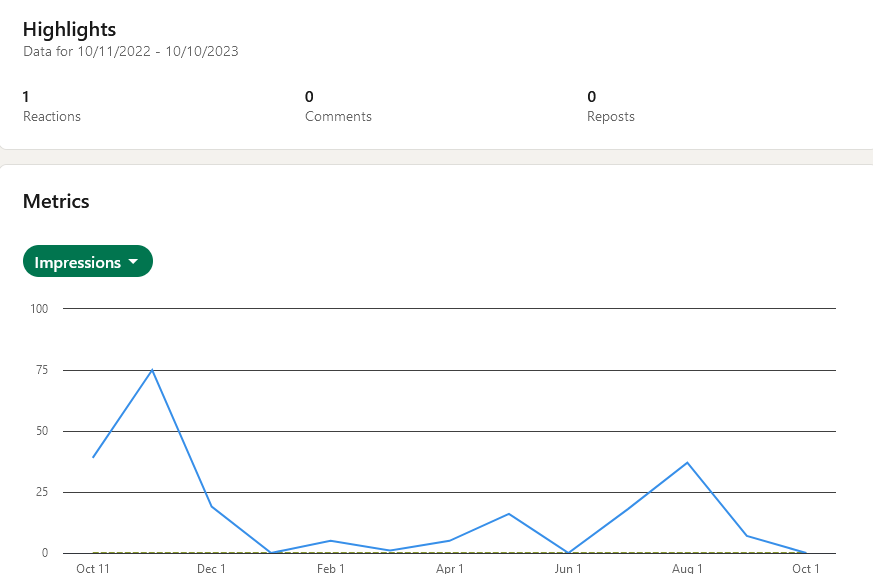 Highlights
Data for 10/11/2022 - 10/10/2023
1 0 0
Reactions Comments Reposts
Metrics
Impressions
100
75
50
25
0
Oct 11 Dec 1 Feb 1 Apr 1 Jun 1 Aug 1 Oct 1